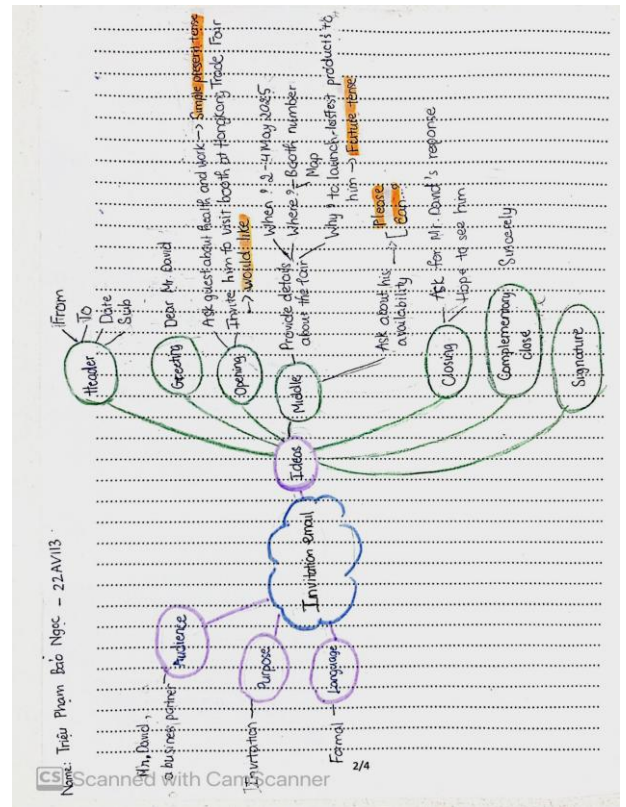 Name: Triệu Phạm Bảo Ngọc - 22AV113
Mr. David,
a business partner
Audience
Invitation
Purpose
Formal
Language
Invitation email
Ideas
Header
From
To
Date
Sub
Greeting
Dear Mr. David
Opening
Ask guest about health and work → Simple present tense
Invite him to visit booth at Hongkong Trade Fair
→ would like
Middle
Provide details
about the fair
When? 2-4 May 2025
Where? Booth number
Map
Why? to launch lastest products to
him → Future tense
Ask about his
availability
Please
Can...
Closing
Ask for Mr. David's reponse
Hope to see him
Complementary
close
Sincerely
Signature
2/4
CS Scanned with CamScanner